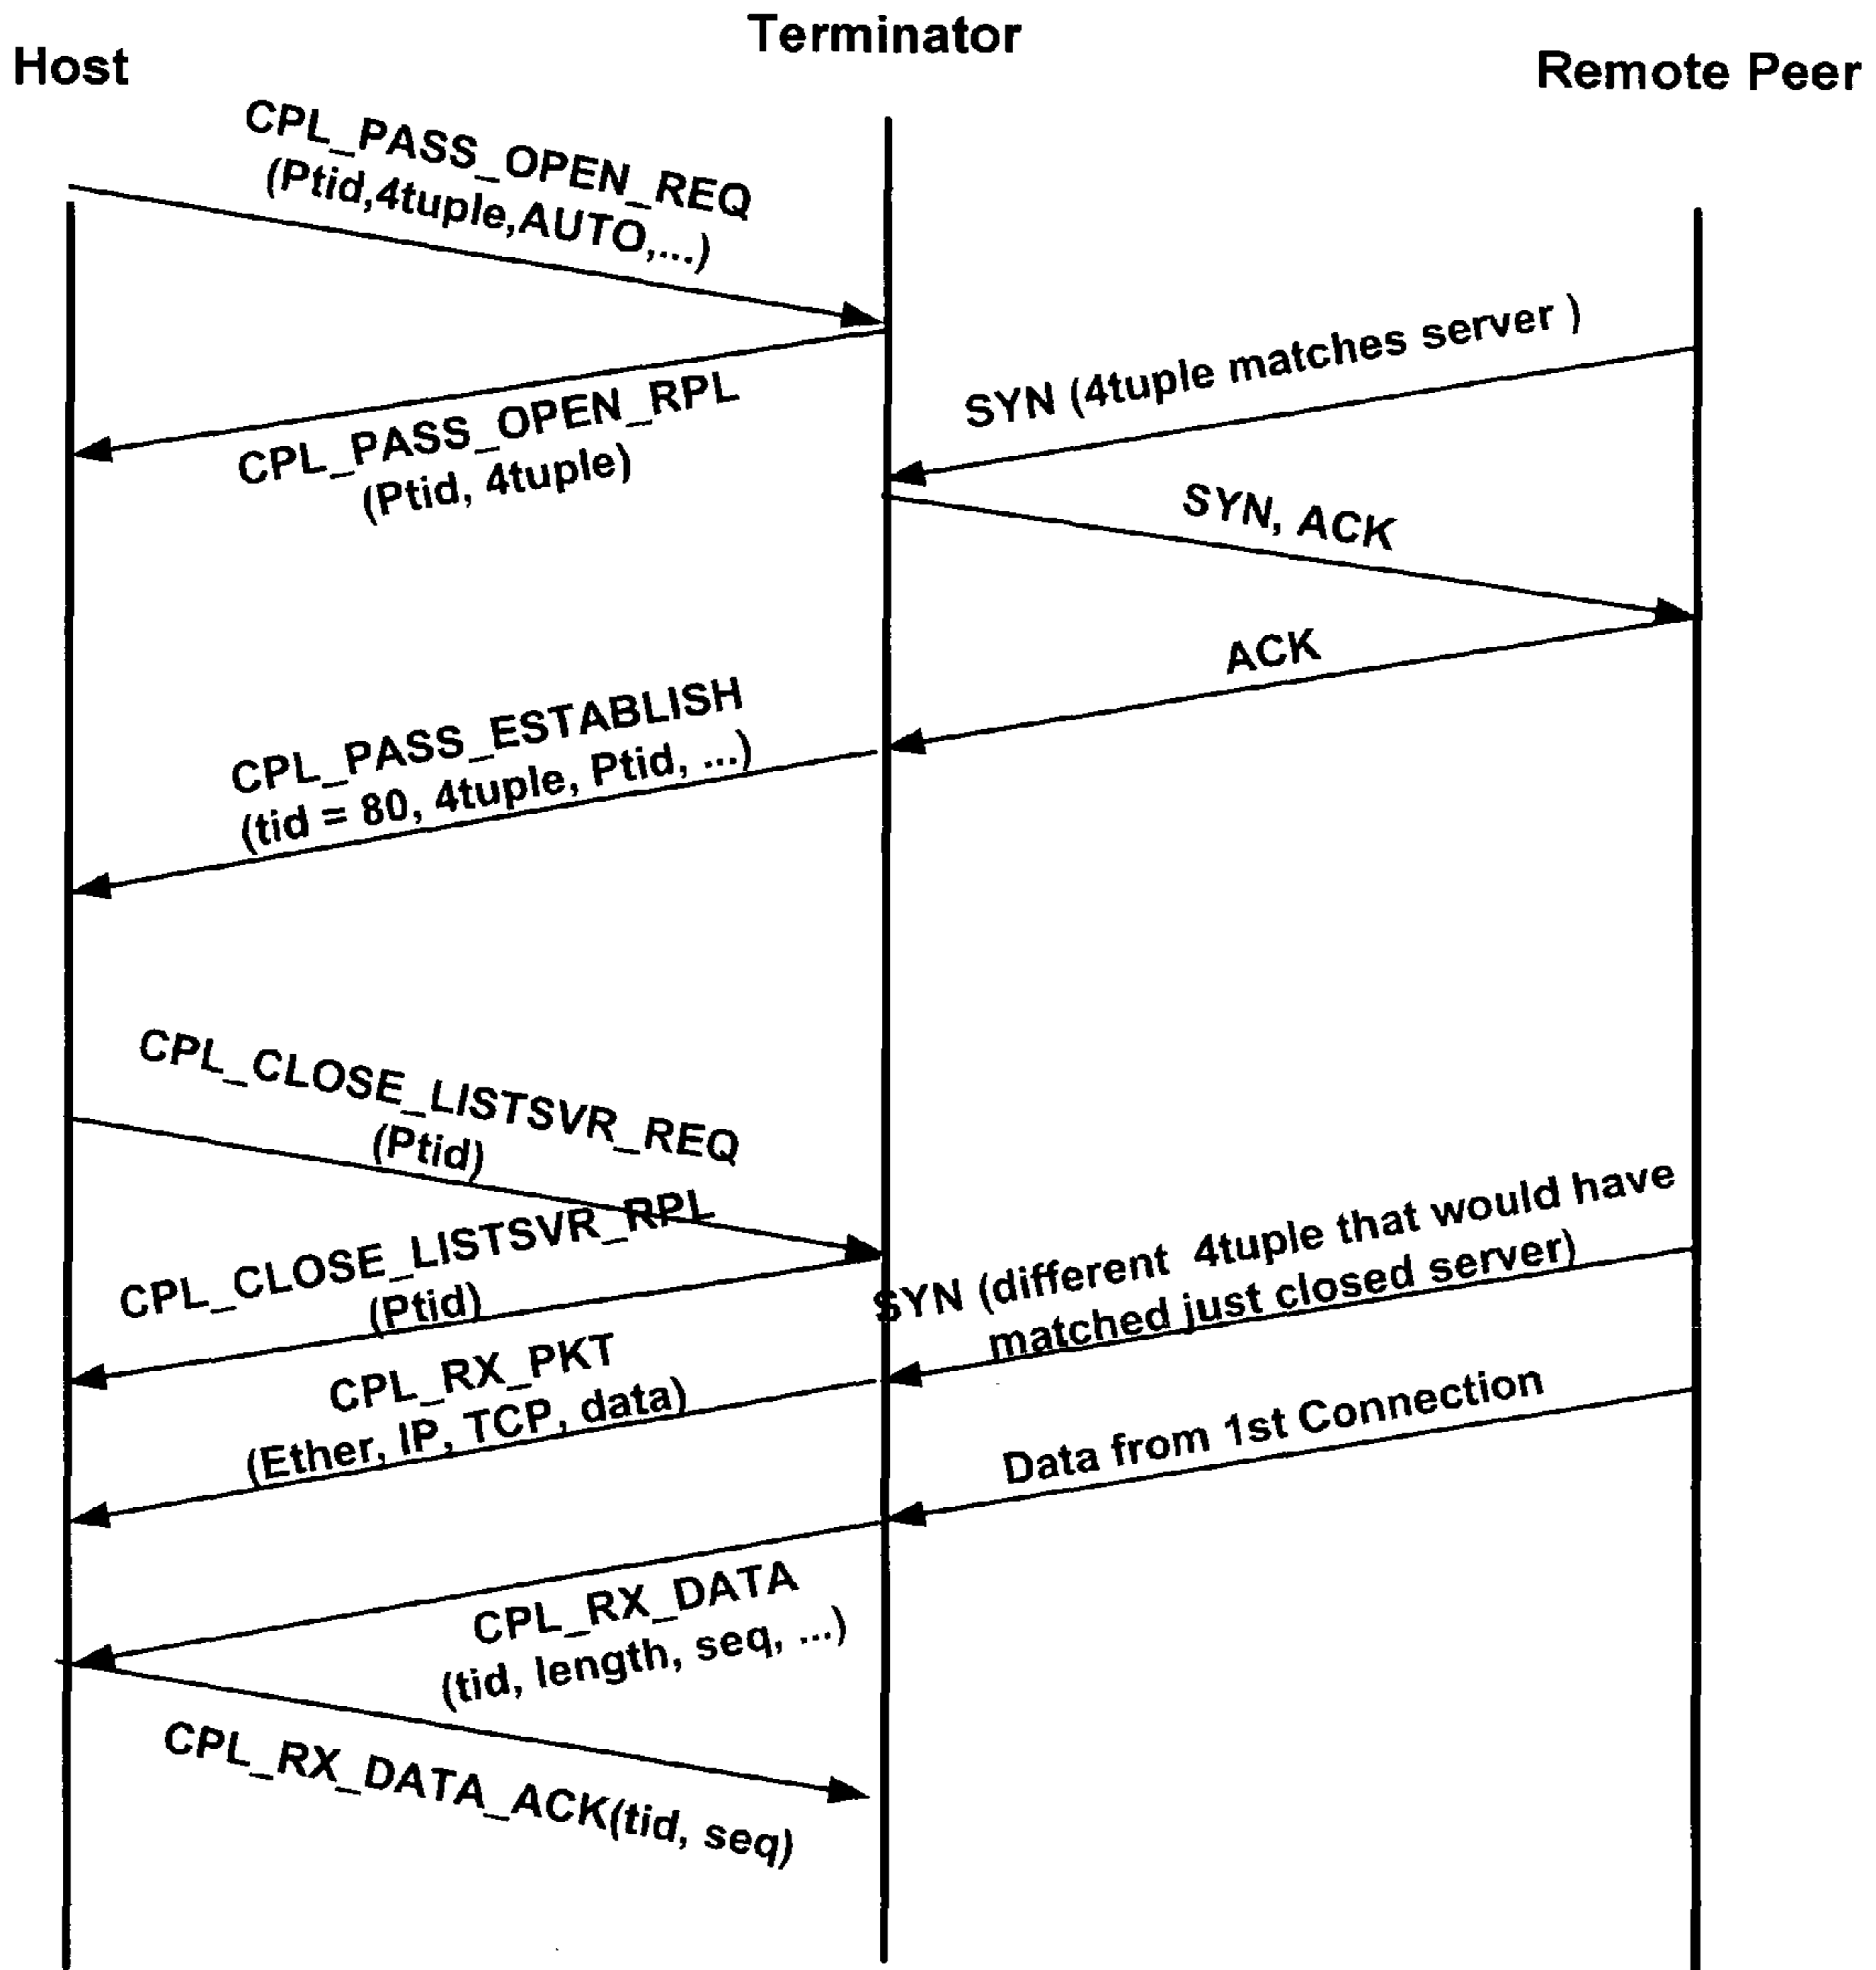 Host
Terminator
Remote Peer
CPL_PASS_OPEN_REQ
(Ptid,4tuple,AUTO,...)
SYN (4tuple matches server )
CPL_PASS_OPEN_RPL
(Ptid, 4tuple)
SYN, ACK
ACK
CPL_PASS_ESTABLISH
(tid = 80, 4tuple, Ptid, ...)
CPL_CLOSE_LISTSVR_REQ
(Ptid)
CPL_CLOSE_LISTSVR_RPL
(Ptid)
SYN (different 4tuple that would have
matched just closed server)
CPL_RX_PKT
(Ether, IP, TCP, data)
Data from 1st Connection
CPL_RX_DATA
(tid, length, seq, ...)
CPL_RX_DATA_ACK(tid, seq)